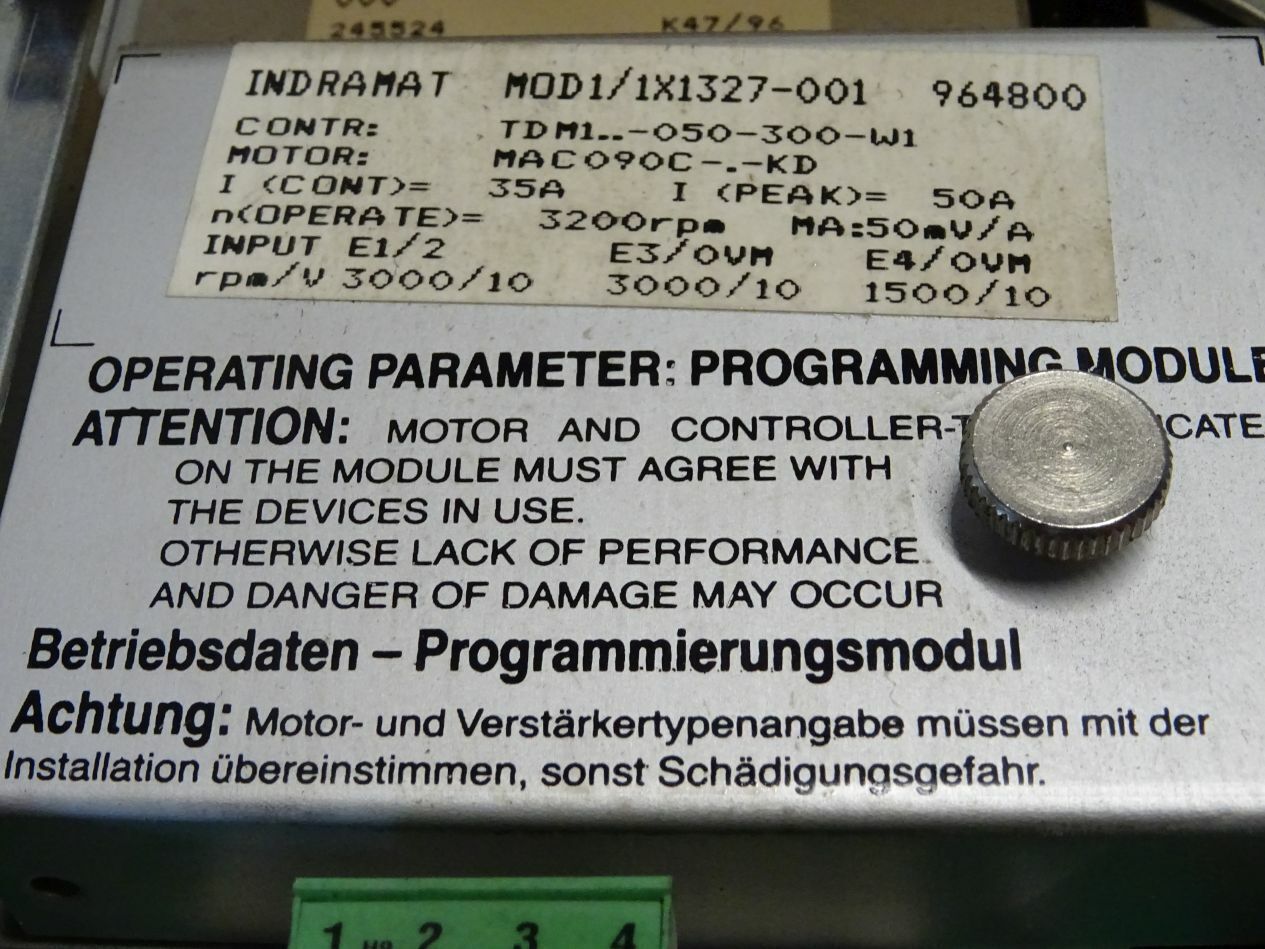 245524 K47/96
INDRAMAT MOD1/1X1327-001 964800
CONTR: TDM1..-050-300-W1
MOTOR: MAC090C-.-KD
I (CONT)= 35A I (PEAK)= 50A
n(OPERATE)= 3200rpm MA:50mV/A
INPUT E1/2 E3/0VM E4/0VM
rpm/V 3000/10 3000/10 1500/10
OPERATING PARAMETER: PROGRAMMING MODULE
ATTENTION: MOTOR AND
ON THE MODULE MUST AGREE WITH
THE DEVICES IN USE.
OTHERWISE LACK OF PERFORMANCE
AND DANGER OF DAMAGE MAY OCCUR
Betriebsdaten – Programmierungsmodul
Achtung: Motor- und Verstärkertypenangabe müssen mit der
Installation übereinstimmen, sonst Schädigungsgefahr.
1 2 3 4